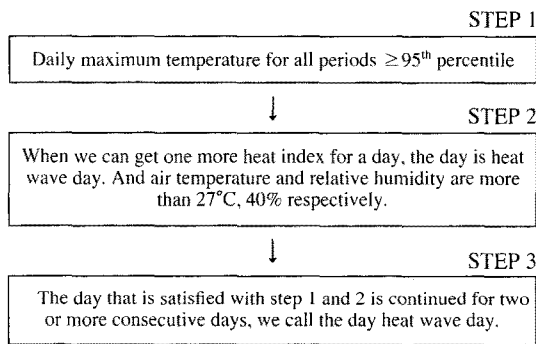 STEP 1
Daily maximum temperature for all periods ≥95th percentile
STEP 2
When we can get one more heat index for a day, the day is heat
wave day. And air temperature and relative humidity are more
than 27°C, 40% respectively.
STEP 3
The day that is satisfied with step 1 and 2 is continued for two
or more consecutive days, we call the day heat wave day.